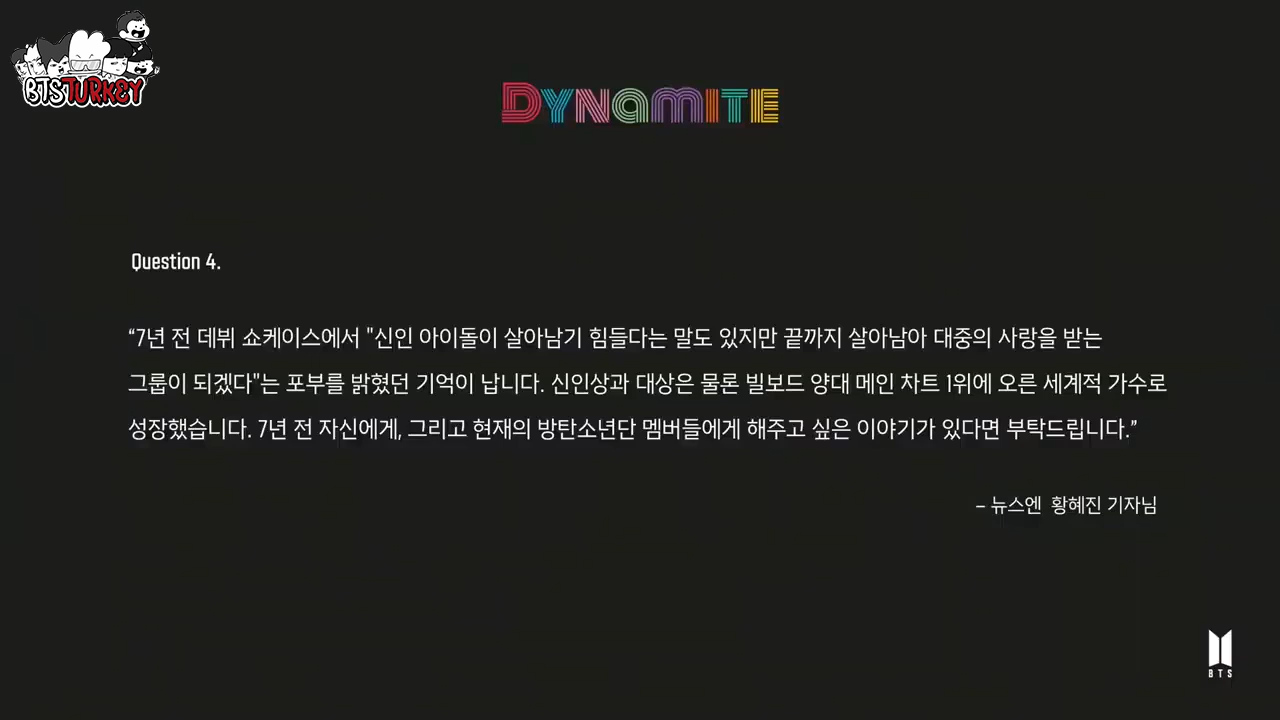 BTSTURKEY
DYNAMITE
Question 4.
“7년 전 데뷔 쇼케이스에서 "신인 아이돌이 살아남기 힘들다는 말도 있지만 끝까지 살아남아 대중의 사랑을 받는
그룹이 되겠다"는 포부를 밝혔던 기억이 납니다. 신인상과 대상은 물론 빌보드 양대 메인 차트 1위에 오른 세계적 가수로
성장했습니다. 7년 전 자신에게, 그리고 현재의 방탄소년단 멤버들에게 해주고 싶은 이야기가 있다면 부탁드립니다.”
– 뉴스엔 황혜진 기자님
BTS